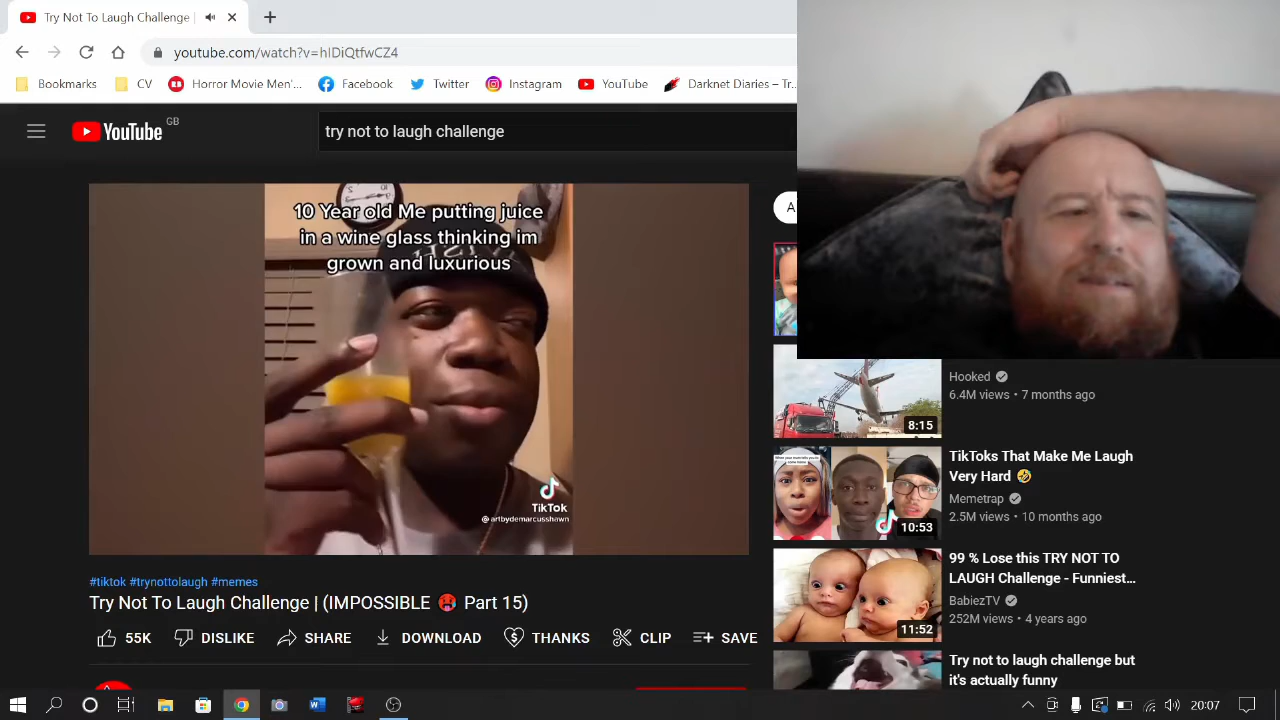 Try Not To Laugh Challenge
youtube.com/watch?v=hIDiQtfwCZ4
Bookmarks
CV
Horror Movie Men'...
Facebook
Twitter
Instagram
YouTube
Darknet Diaries – Tr...
YouTube GB
try not to laugh challenge
10 Year old Me putting juice
in a wine glass thinking im
grown and luxurious
TikTok
@artbydemarcusshawn
#tiktok #trynottolaugh #memes
Try Not To Laugh Challenge | (IMPOSSIBLE 🥵 Part 15)
55K
DISLIKE
SHARE
DOWNLOAD
THANKS
CLIP
SAVE
A
Hooked
6.4M views • 7 months ago
8:15
TikToks That Make Me Laugh
Very Hard 🤣
Memetrap
2.5M views • 10 months ago
10:53
99 % Lose this TRY NOT TO
LAUGH Challenge - Funniest...
BabiezTV
252M views • 4 years ago
11:52
Try not to laugh challenge but
it's actually funny
20:07